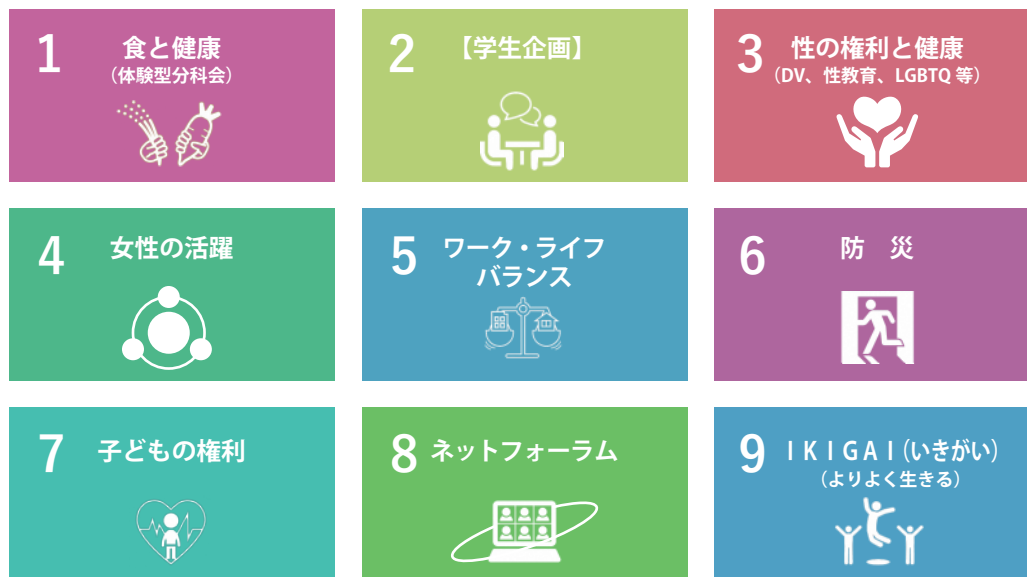 1
食と健康
（体験型分科会）
2
【学生企画】
3
性の権利と健康
（DV、性教育、LGBTQ 等）
4
女性の活躍
5
ワーク・ライフ
バランス
6
防　災
7
子どもの権利
8
ネットフォーラム
9
ＩＫＩＧＡＩ（いきがい）
（よりよく生きる）